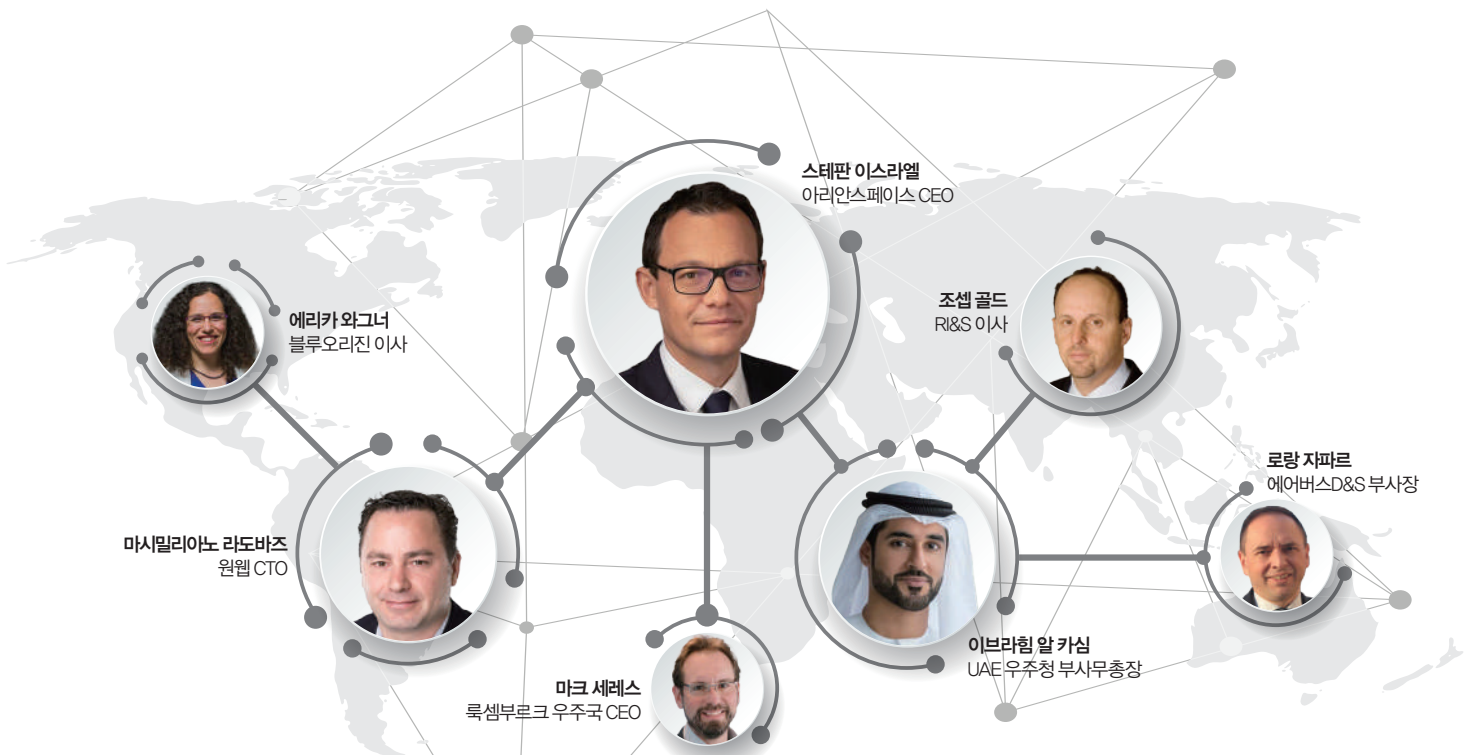 스테판 이스라엘
아리안스페이스 CEO
에리카 와그너
블루오리진 이사
조셉 골드
RI&S 이사
로랑 자파르
에어버스D&S 부사장
마시밀리아노 라도바즈
원웹 CTO
이브라힘 알 카심
UAE 우주청 부사무총장
마크 세레스
룩셈부르크 우주국 CEO